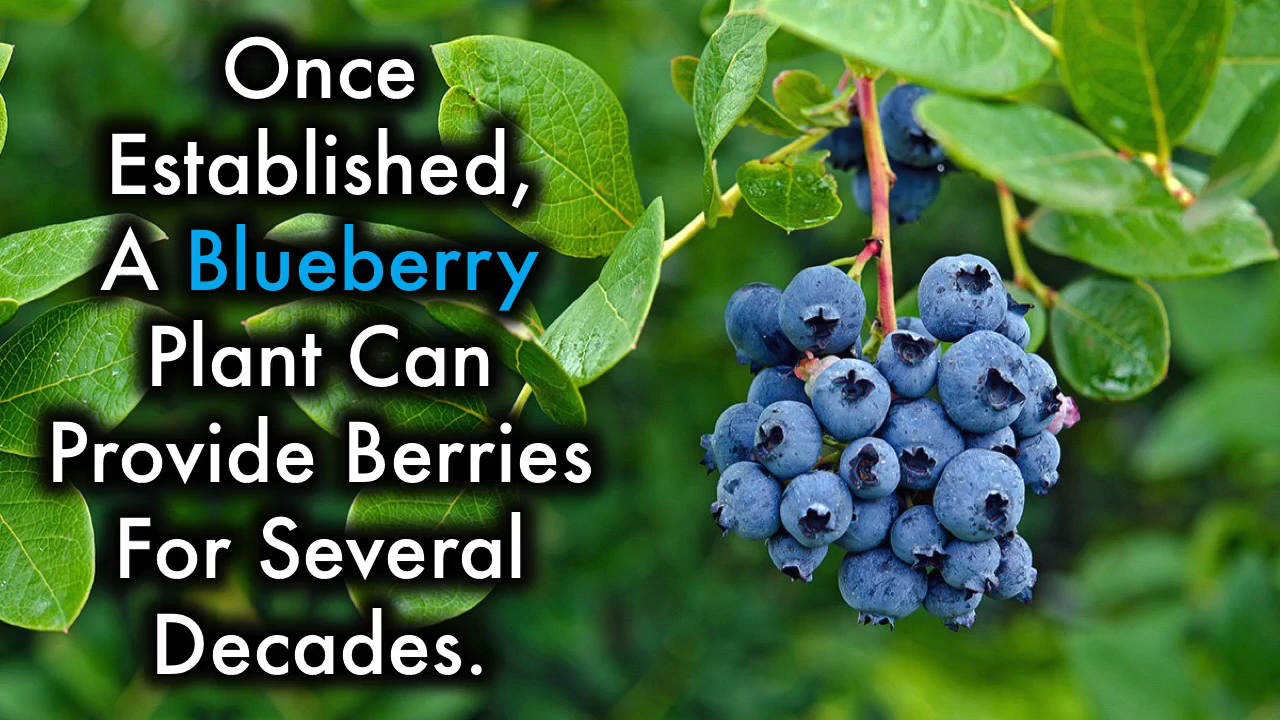 Once
Established,
A Blueberry
Plant Can
Provide Berries
For Several
Decades.